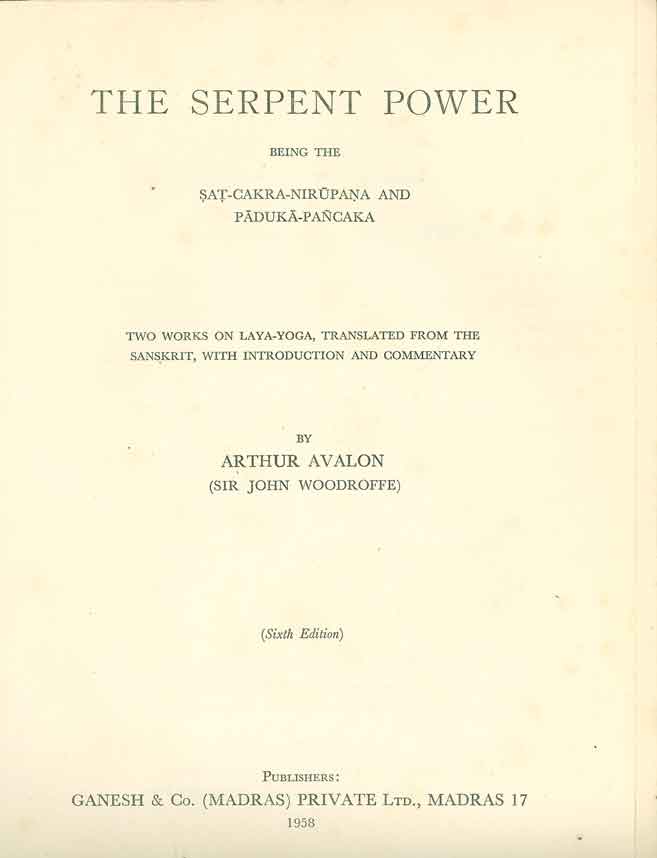 THE SERPENT POWER
BEING THE
ṢAṬ-CAKRA-NIRŪPAṆA AND
PĀDUKĀ-PAÑCAKA
TWO WORKS ON LAYA-YOGA, TRANSLATED FROM THE
SANSKRIT, WITH INTRODUCTION AND COMMENTARY
BY
ARTHUR AVALON
(SIR JOHN WOODROFFE)
(Sixth Edition)
PUBLISHERS:
GANESH & Co. (MADRAS) PRIVATE LTD., MADRAS 17
1958